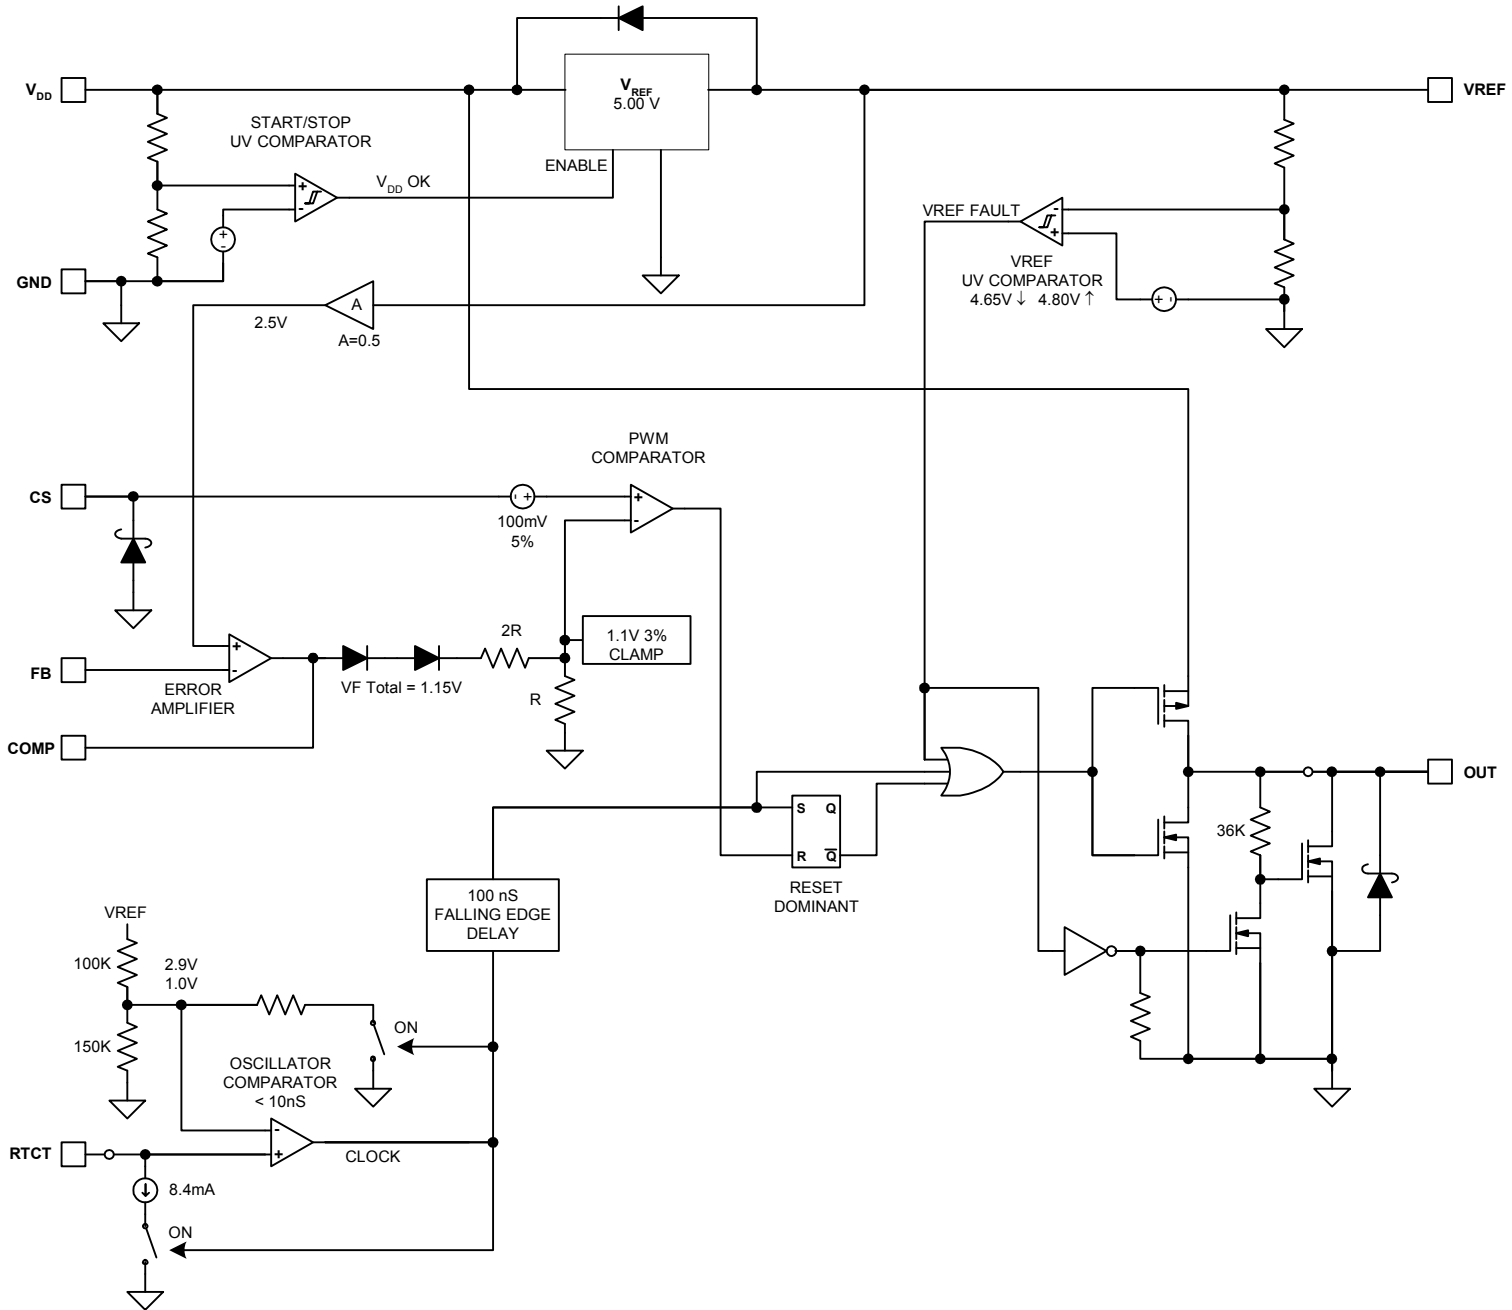 V_DD
V_REF
5.00 V
VREF
START/STOP
UV COMPARATOR
+
-
V_DD OK
ENABLE
+
-
GND
VREF FAULT
-
+
VREF
UV COMPARATOR
4.65V ↓ 4.80V ↑
+ -
2.5V
A
A=0.5
PWM
COMPARATOR
CS
- +
100mV
5%
+
-
2R
1.1V 3%
CLAMP
FB
+
-
ERROR
AMPLIFIER
VF Total = 1.15V
R
COMP
OUT
S Q
R Q̅
RESET
DOMINANT
36K
100 nS
FALLING EDGE
DELAY
VREF
100K
2.9V
1.0V
150K
ON
OSCILLATOR
COMPARATOR
< 10nS
-
+
RTCT
CLOCK
8.4mA
ON